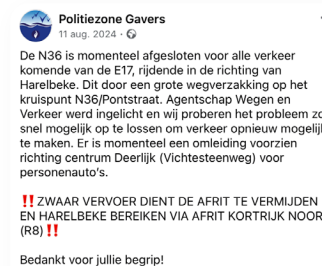 Politiezone Gavers
11 aug. 2024 ·
De N36 is momenteel afgesloten voor alle verkeer
komende van de E17, rijdende in de richting van
Harelbeke. Dit door een grote wegverzakking op het
kruispunt N36/Pontstraat. Agentschap Wegen en
Verkeer werd ingelicht en wij proberen het probleem zo
snel mogelijk op te lossen om verkeer opnieuw mogelij
te maken. Er is momenteel een omleiding voorzien
richting centrum Deerlijk (Vichtesteenweg) voor
personenauto's.
‼️ZWAAR VERVOER DIENT DE AFRIT TE VERMIJDEN
EN HARELBEKE BEREIKEN VIA AFRIT KORTRIJK NOOR
(R8)‼️
Bedankt voor jullie begrip!